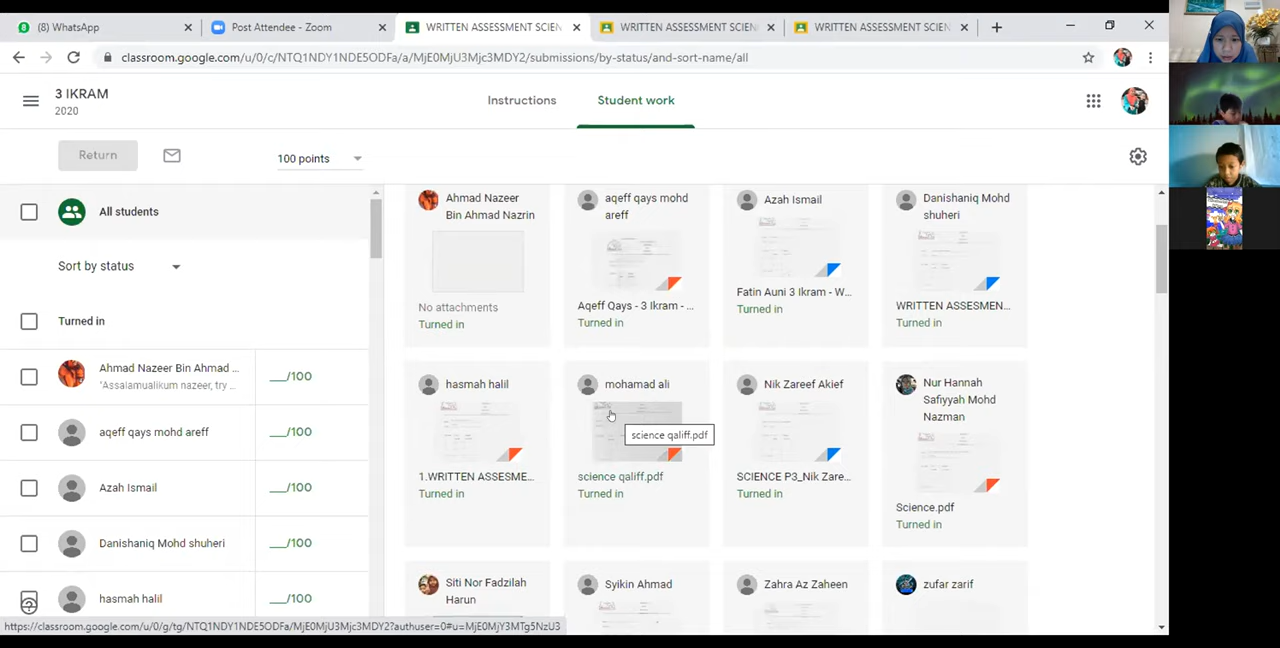 (8) WhatsApp
Post Attendee - Zoom
WRITTEN ASSESSMENT SCIEN
WRITTEN ASSESSMENT SCIEN
WRITTEN ASSESSMENT SCIEN
classroom.google.com/u/0/c/NTQ1NDY1NDE5ODFa/a/MjE0MjU3Mjc3MDY2/submissions/by-status/and-sort-name/all
3 IKRAM
2020
Instructions
Student work
Return
100 points
All students
Sort by status
Turned in
Ahmad Nazeer Bin Ahmad ...
"Assalamualikum nazeer, try ...
__/100
aqeff qays mohd areff
__/100
Azah Ismail
__/100
Danishaniq Mohd shuheri
__/100
hasmah halil
__/100
Ahmad Nazeer
Bin Ahmad Nazrin
No attachments
Turned in
aqeff qays mohd
areff
Aqeff Qays - 3 Ikram - ...
Turned in
Azah Ismail
Fatin Auni 3 Ikram - W...
Turned in
Danishaniq Mohd
shuheri
WRITTEN ASSESMEN...
Turned in
hasmah halil
1.WRITTEN ASSESME...
Turned in
mohamad ali
science qaliff.pdf
science qaliff.pdf
Turned in
Nik Zareef Akief
SCIENCE P3_Nik Zare...
Turned in
Nur Hannah
Safiyyah Mohd
Nazman
Science.pdf
Turned in
Siti Nor Fadzilah
Harun
Syikin Ahmad
Zahra Az Zaheen
zufar zarif
https://classroom.google.com/u/0/g/tg/NTQ1NDY1NDE5ODFa/MjE0MjU3Mjc3MDY2?authuser=0#u=MjE0MjY3MTg5NzU3